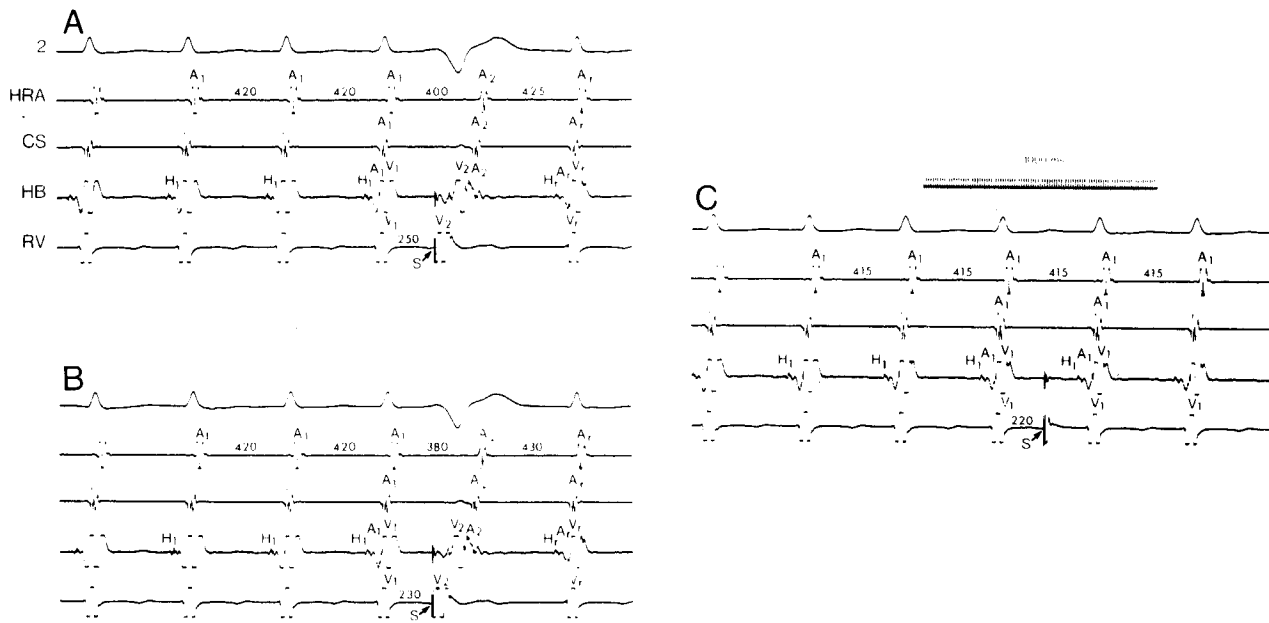 A
2
A1 A1 A1 A2 Ar
HRA 420 420 400 425
A1 A2 Ar
CS
H1 H1 H1 A1 V1 V2 A2 Hr Ar Vr
HB
V1 V2 Vr
RV 250
S
B
A1 A1 A1 A Ar
420 420 380 430
A1 A Ar
H1 H1 H1 A1 V1 V2 A2 Hr Ar Vr
V1 V2 Vr
230
S
C
A1 A1 A1 A1 A1
415 415 415 415
A1 A1
H1 H1 H1 A1 V1 H1 A1 V1
V1 V1 V1
220
S